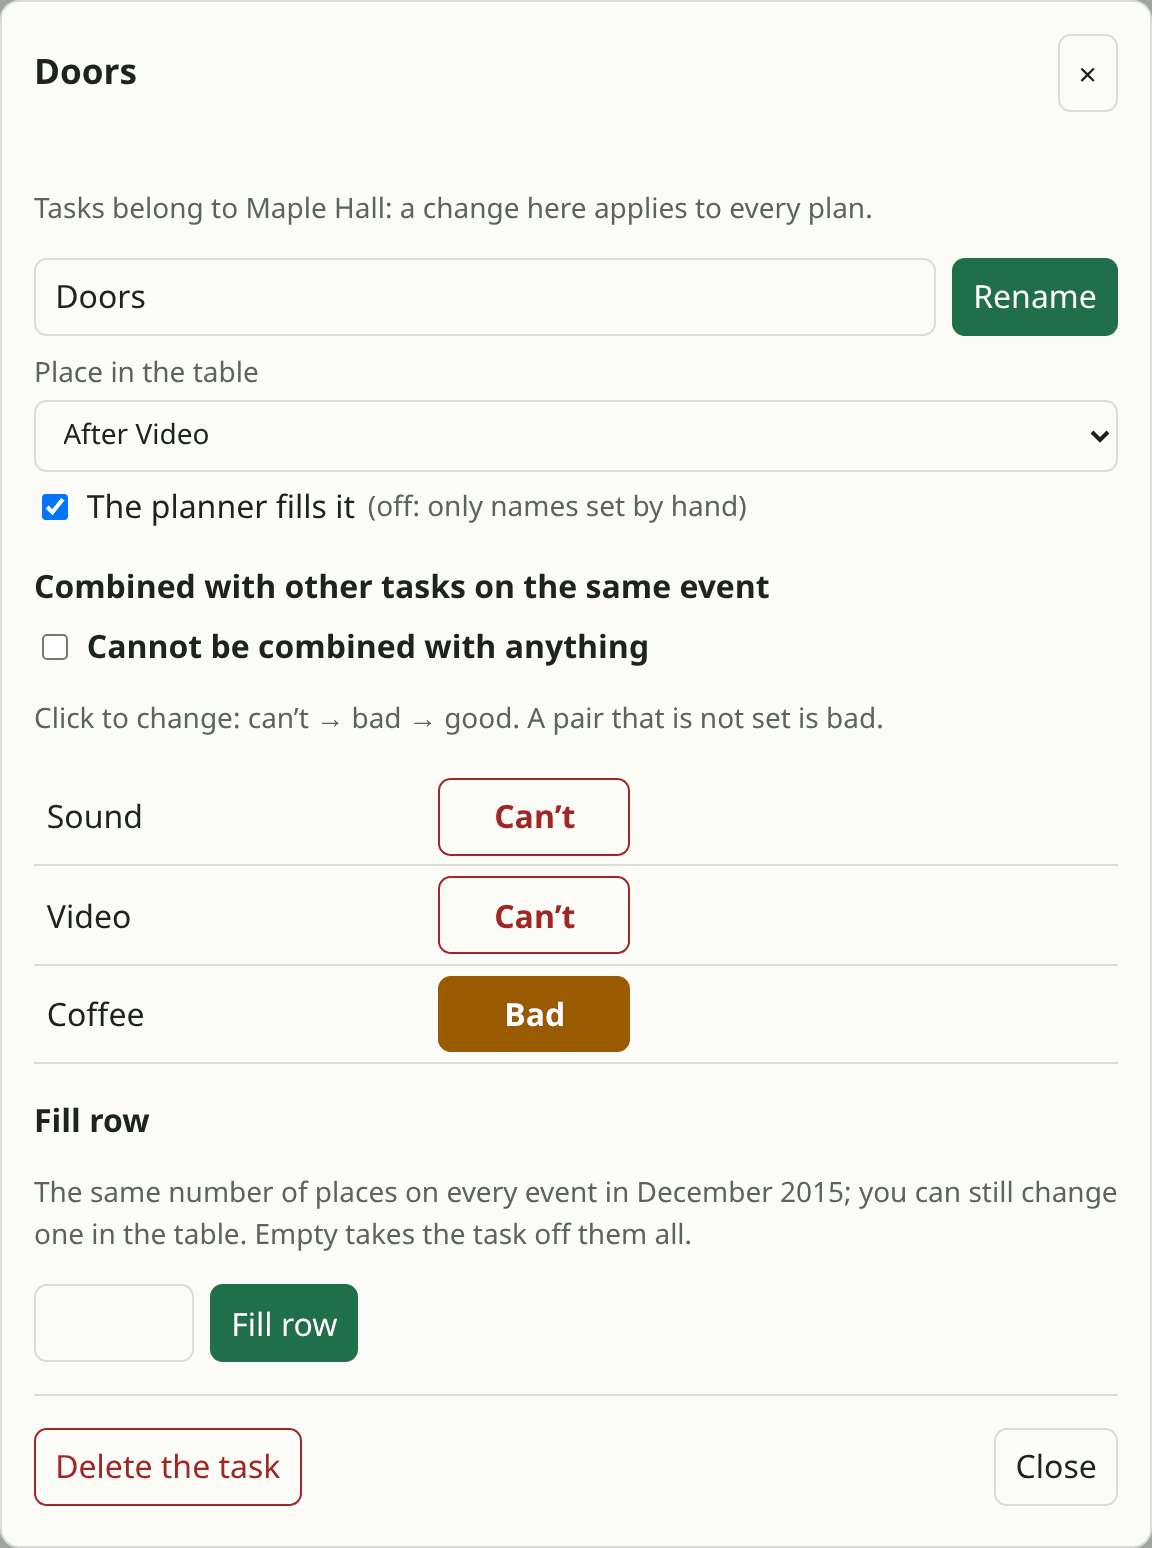 Doors
×
Tasks belong to Maple Hall: a change here applies to every plan.
Doors
Rename
Place in the table
After Video
The planner fills it (off: only names set by hand)
Combined with other tasks on the same event
Cannot be combined with anything
Click to change: can’t → bad → good. A pair that is not set is bad.
Sound Can’t
Video Can’t
Coffee Bad
Fill row
The same number of places on every event in December 2015; you can still change
one in the table. Empty takes the task off them all.
Fill row
Delete the task
Close